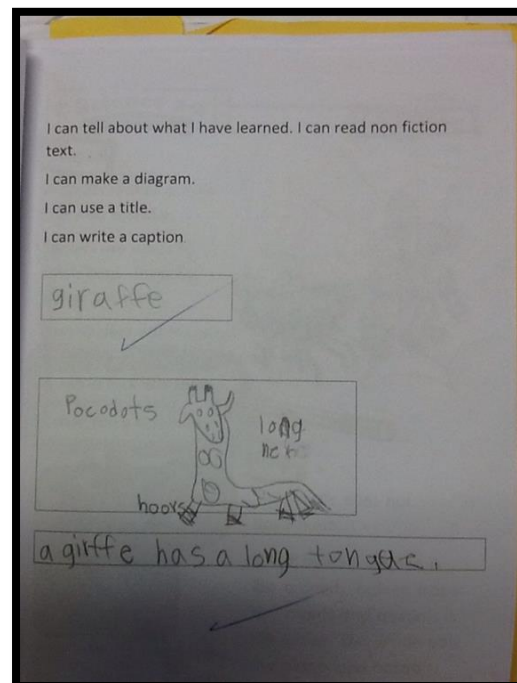 I can tell about what I have learned. I can read non fiction
text.
I can make a diagram.
I can use a title.
I can write a caption
giraffe
Pocodots
long
hoovs
a girffe has a long tongue.